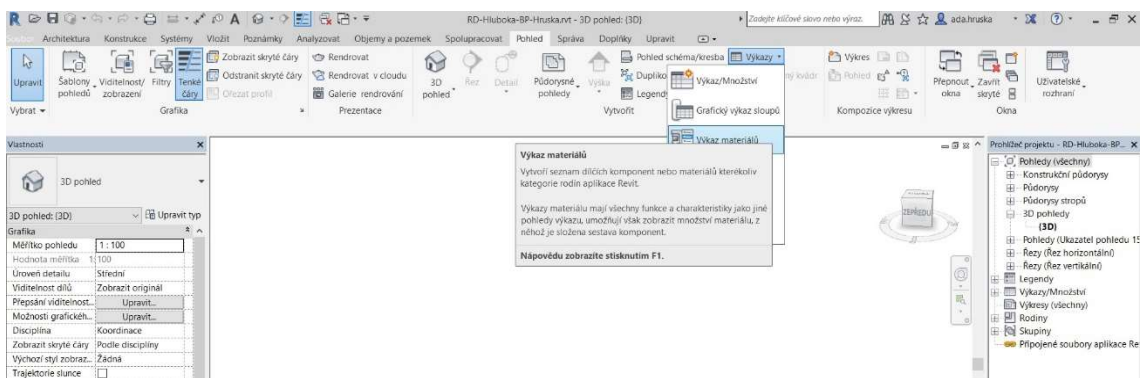 RD-Hluboka-BP-Hruska.rvt - 3D pohled: {3D}
Zadejte klíčové slovo nebo výraz.
ada.hruska
Architektura Konstrukce Systémy Vložit Poznámky Analyzovat Objemy a pozemek Spolupracovat Pohled Správa Doplňky Upravit
Upravit
Šablony pohledů
Viditelnost/ zobrazení
Filtry
Tenké čáry
Zobrazit skryté čáry
Odstranit skryté čáry
Ořezat profil
Rendrovat
Rendrovat v cloudu
Galerie rendrování
3D pohled
Řez
Detail
Půdorysné pohledy
Výška
Pohled schéma/kresba
Dupliko
Legend
Výkazy
Výkaz/Množství
Grafický výkaz sloupů
Výkaz materiálů
Výkres
Pohled
Přepnout okna
Zavřít skryté
Uživatelské rozhraní
Vybrat
Grafika
Prezentace
Vytvořit
Kompozice výkresu
Okna
Vlastnosti
3D pohled
3D pohled: {3D}
Upravit typ
Grafika
Měřítko pohledu 1 : 100
Hodnota měřítka 1: 100
Úroveň detailu Střední
Viditelnost dílů Zobrazit originál
Přepsání viditelnost... Upravit...
Možnosti grafickéh... Upravit...
Disciplína Koordinace
Zobrazit skryté čáry Podle disciplíny
Výchozí styl zobraz... Žádná
Trajektorie slunce
Výkaz materiálů
Vytvoří seznam dílčích komponent nebo materiálů kterékoliv
kategorie rodin aplikace Revit.
Výkazy materiálu mají všechny funkce a charakteristiky jako jiné
pohledy výkazu, umožňují však zobrazit množství materiálu, z
něhož je složena sestava komponent.
Nápovědu zobrazíte stisknutím F1.
ZEPŘEDU
Prohlížeč projektu - RD-Hluboka-BP...
Pohledy (všechny)
Konstrukční půdorysy
Půdorysy
Půdorysy stropů
3D pohledy
{3D}
Pohledy (Ukazatel pohledu 15
Řezy (Řez horizontální)
Řezy (Řez vertikální)
Legendy
Výkazy/Množství
Výkresy (všechny)
Rodiny
Skupiny
Připojené soubory aplikace Re